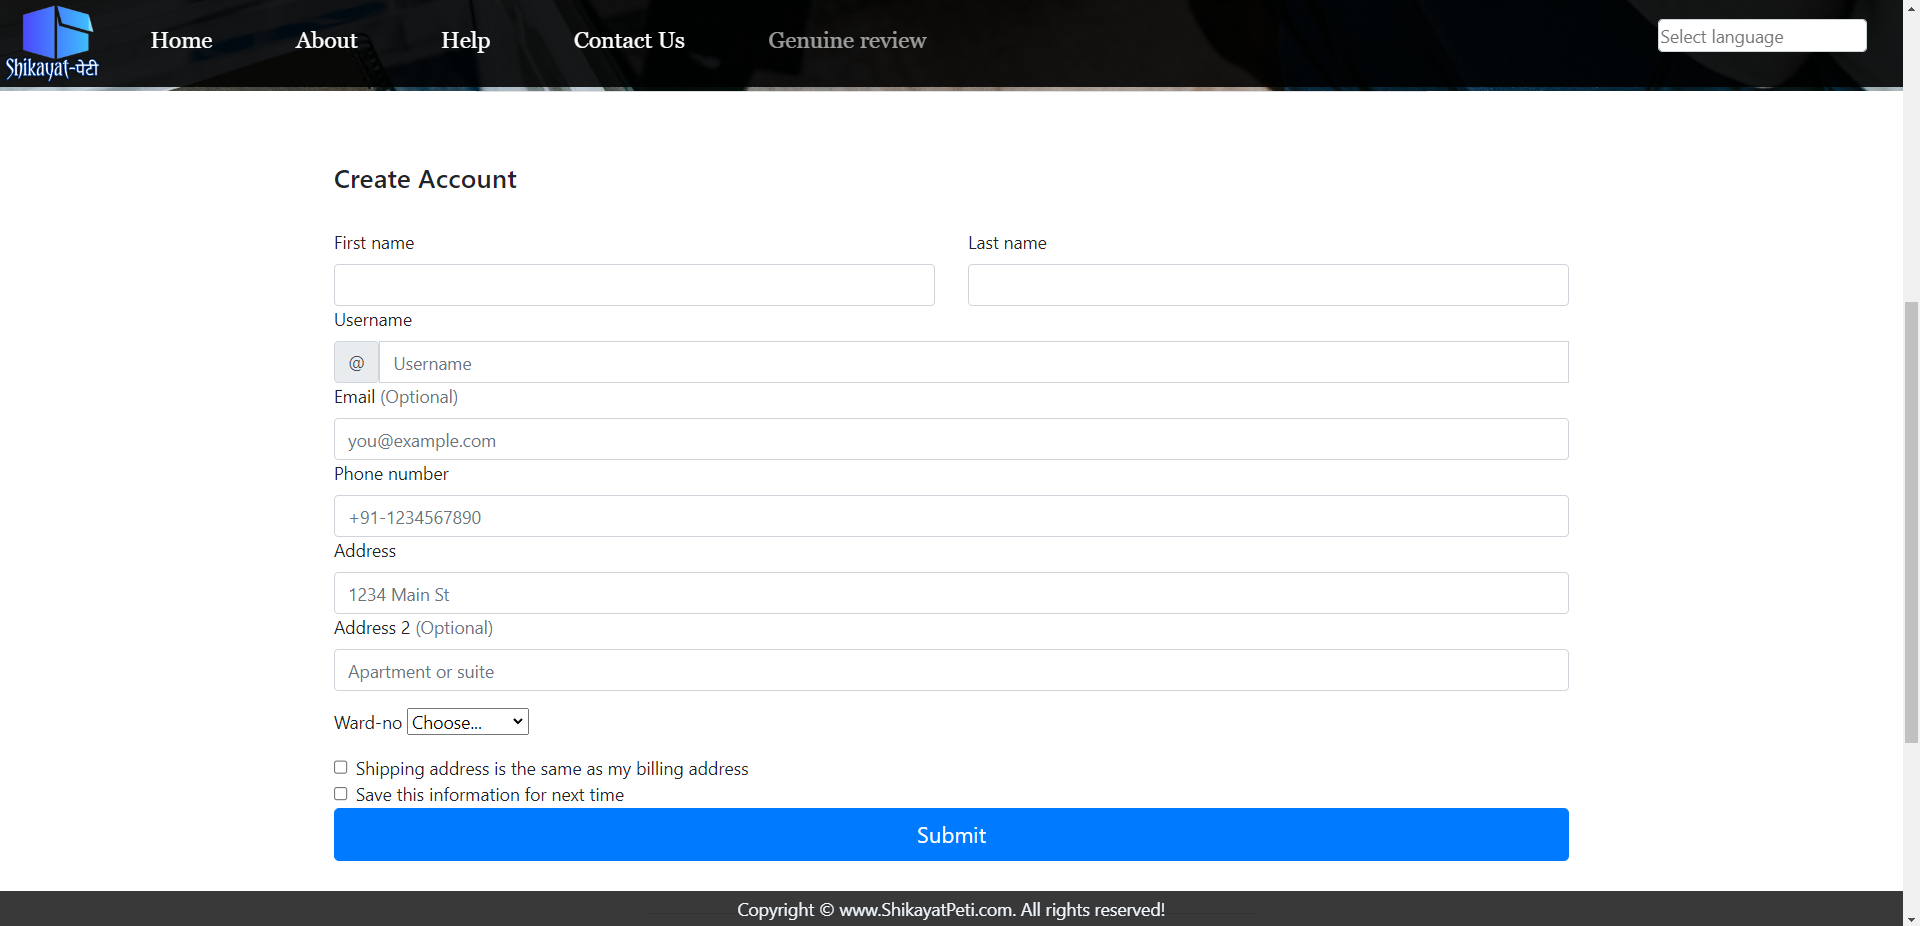 Shikayat-पेटी
Home About Help Contact Us Genuine review
Select language
Create Account
First name Last name
Username
@ Username
Email (Optional)
you@example.com
Phone number
+91-1234567890
Address
1234 Main St
Address 2 (Optional)
Apartment or suite
Ward-no Choose...
Shipping address is the same as my billing address
Save this information for next time
Submit
Copyright © www.ShikayatPeti.com. All rights reserved!